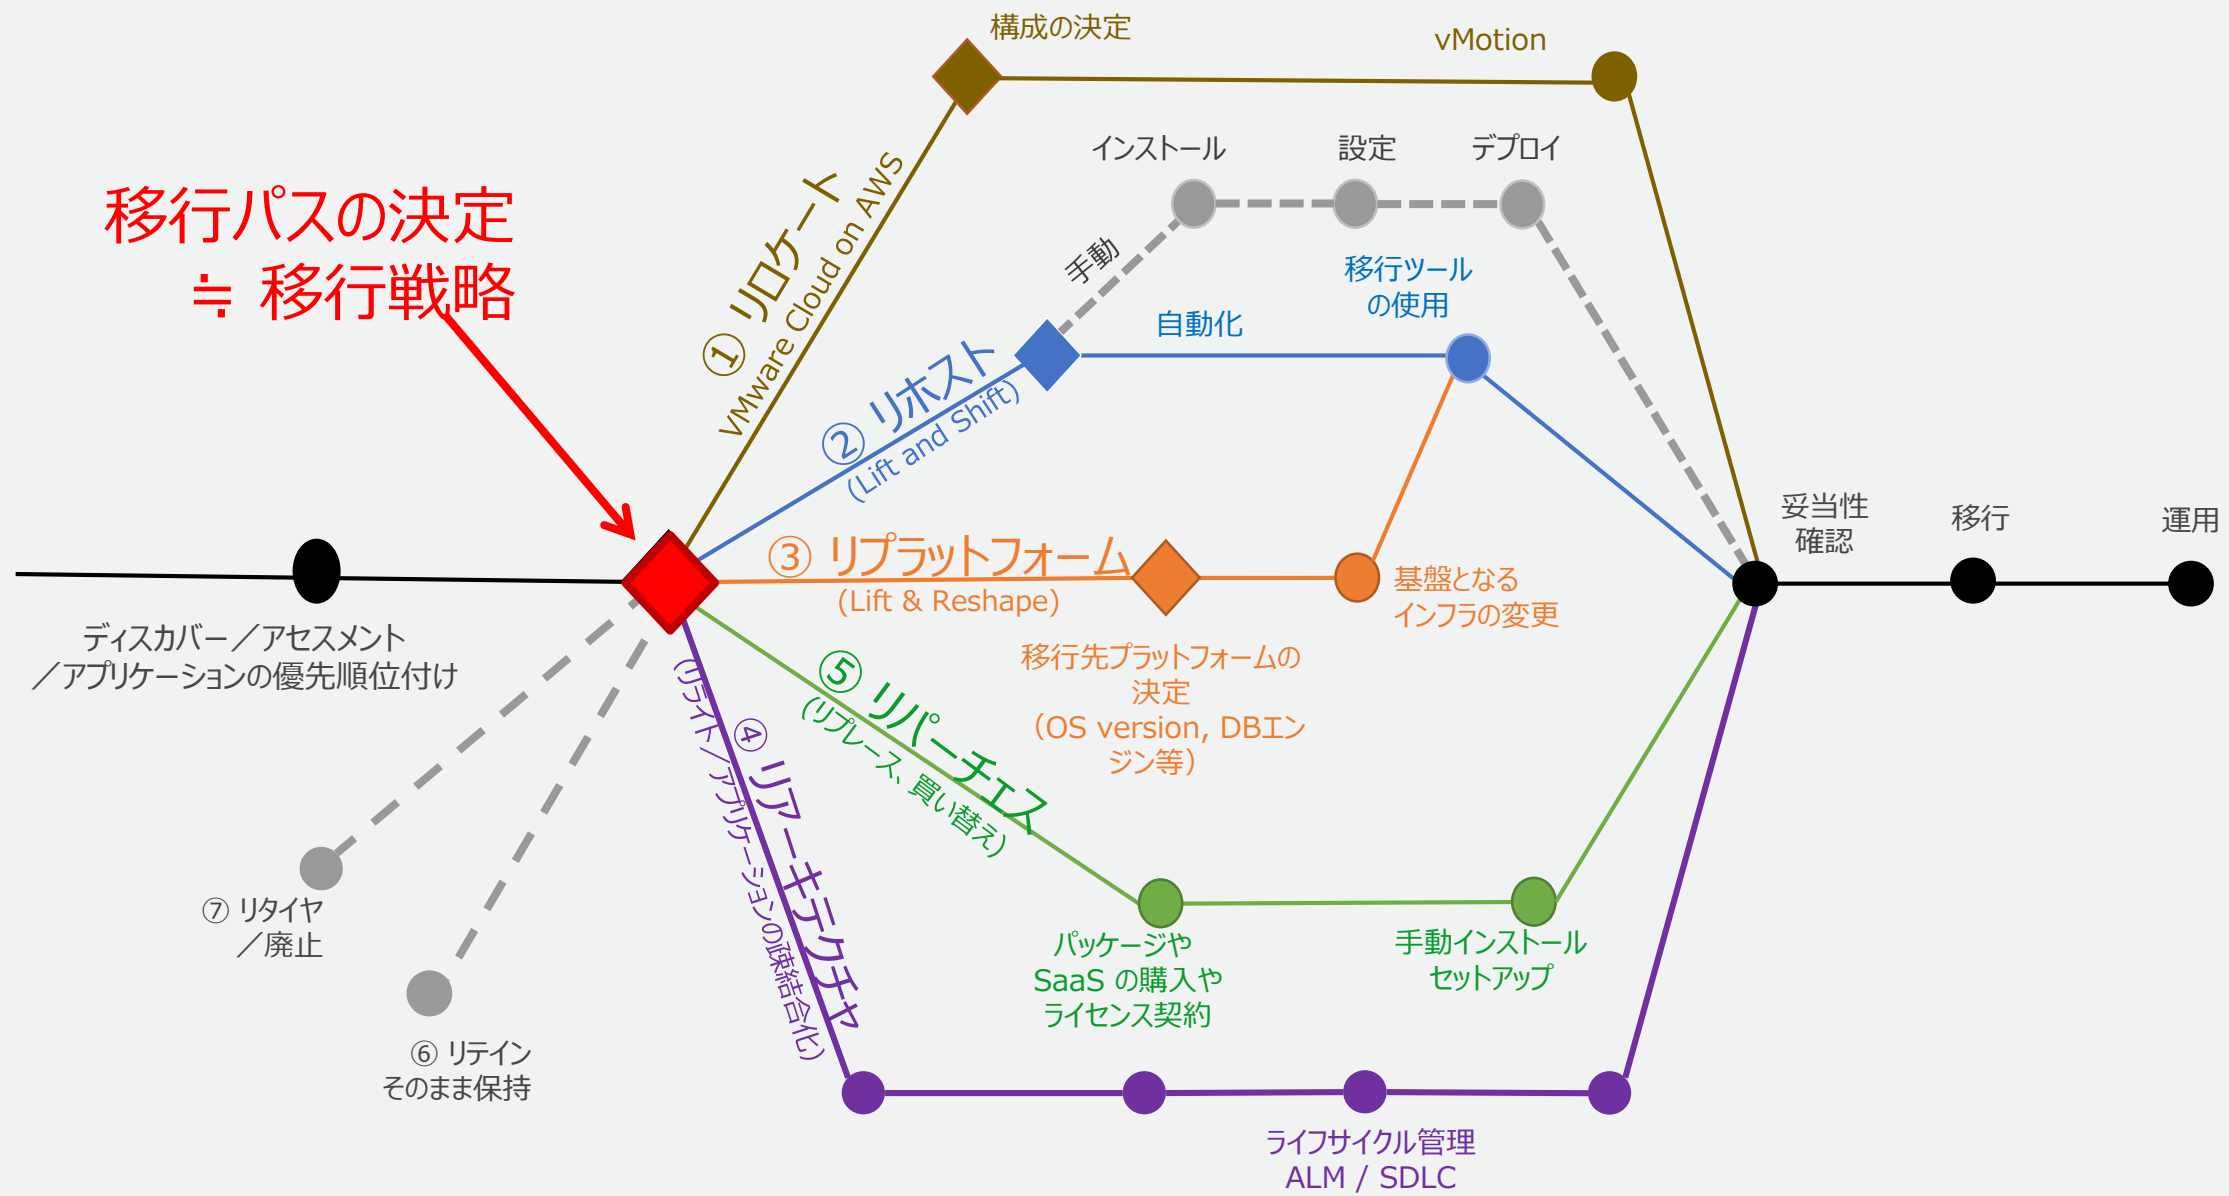 構成の決定
vMotion
インストール
設定
デプロイ
移行パスの決定
≒ 移行戦略
① リロケート
VMware Cloud on AWS
手動
移行ツール
の使用
自動化
② リホスト
(Lift and Shift)
妥当性
確認
移行
運用
③ リプラットフォーム
(Lift & Reshape)
基盤となる
インフラの変更
ディスカバー／アセスメント
／アプリケーションの優先順位付け
移行先プラットフォームの
決定
（OS version, DBエン
ジン等）
⑤ リパーチェス
(リプレース、買い替え)
④ リアーキテクチャ
(リライト／アプリケーションの疎結合化)
⑦ リタイヤ
／廃止
パッケージや
SaaS の購入や
ライセンス契約
手動インストール
セットアップ
⑥ リテイン
そのまま保持
ライフサイクル管理
ALM / SDLC